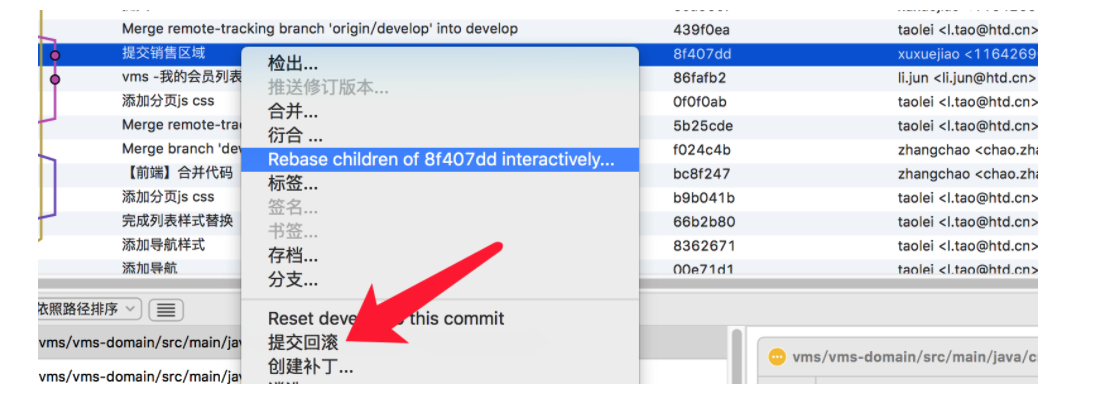 Merge remote-tracking branch 'origin/develop' into develop 439f0ea taolei <l.tao@htd.cn>
提交销售区域 8f407dd xuxuejiao <1164269
vms -我的会员列表 86fafb2 li.jun <li.jun@htd.cn>
添加分页js css 0f0f0ab taolei <l.tao@htd.cn>
Merge remote-tra 5b25cde taolei <l.tao@htd.cn>
Merge branch 'dev f024c4b zhangchao <chao.zha
【前端】合并代码 bc8f247 zhangchao <chao.zha
添加分页js css b9b041b taolei <l.tao@htd.cn>
完成列表样式替换 66b2b80 taolei <l.tao@htd.cn>
添加导航样式 8362671 taolei <l.tao@htd.cn>
添加导航 00e71d1 taolei <l.tao@htd.cn>
检出...
推送修订版本...
合并...
衍合 ...
Rebase children of 8f407dd interactively...
标签...
签名...
书签...
存档...
分支...
Reset deve this commit
提交回滚
创建补丁...
依照路径排序
vms/vms-domain/src/main/jav
vms/vms-domain/src/main/jav
vms/vms-domain/src/main/java/c